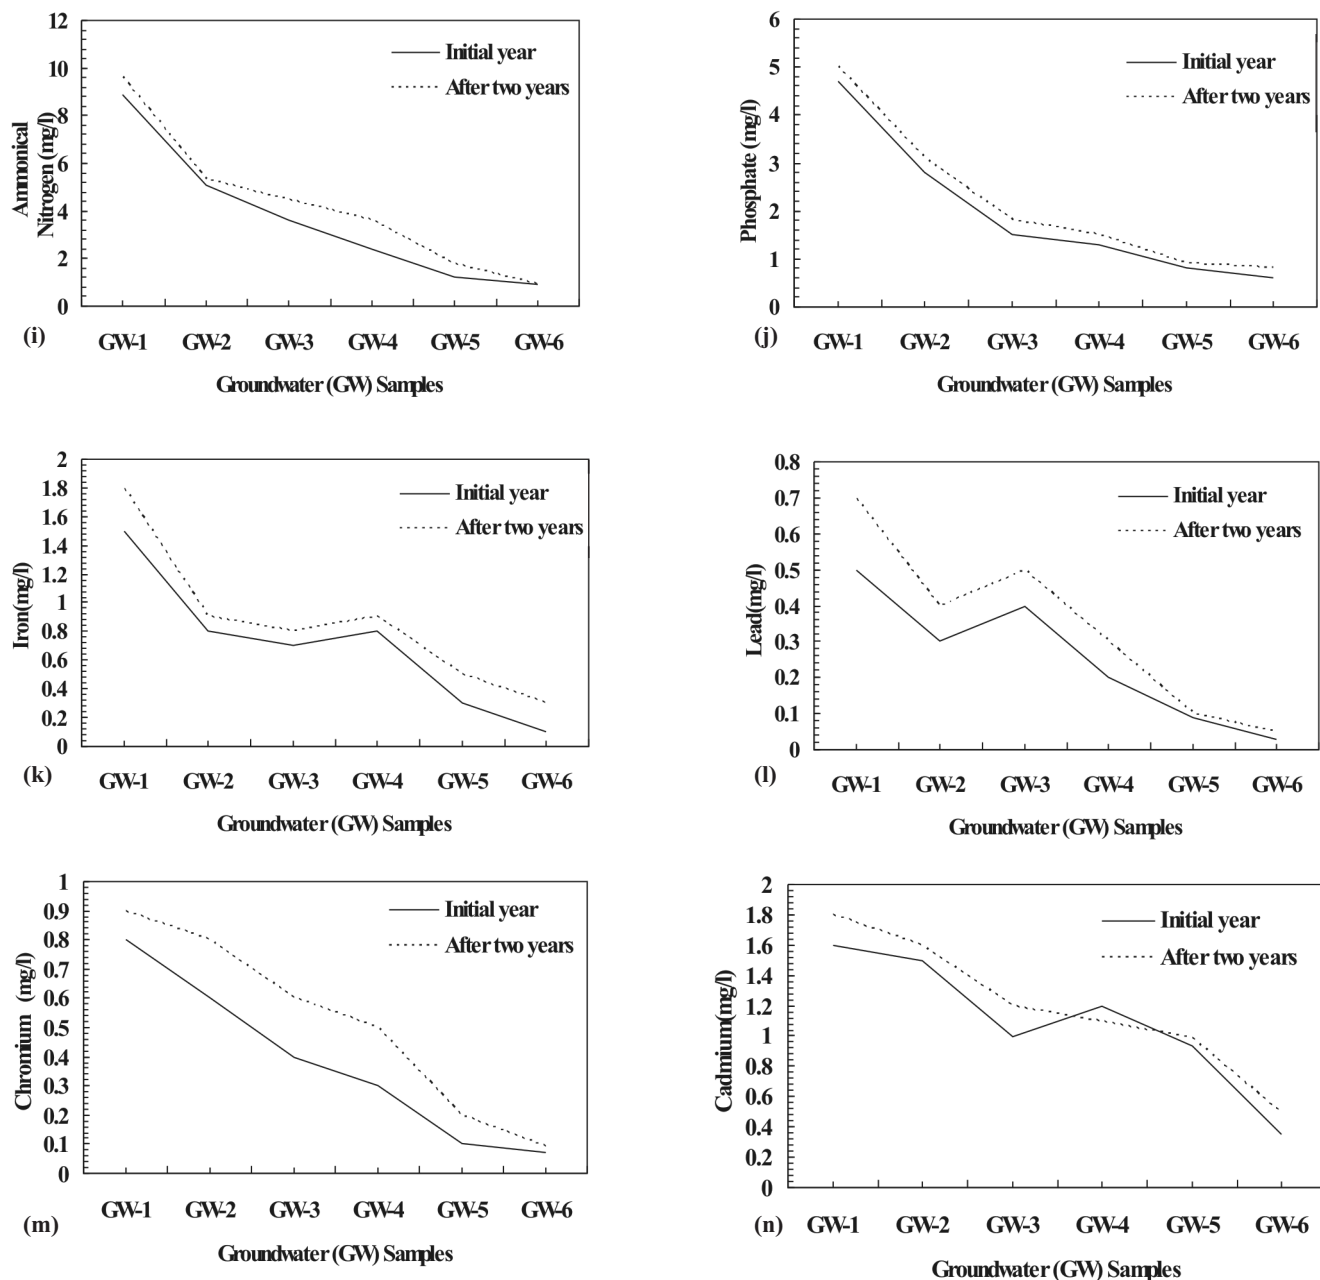 12
10
8
6
4
2
0
Ammonical
Nitrogen (mg/l)
Initial year
After two years
GW-1 GW-2 GW-3 GW-4 GW-5 GW-6
(i)
Groundwater (GW) Samples
6
5
4
3
2
1
0
Phosphate (mg/l)
Initial year
After two years
GW-1 GW-2 GW-3 GW-4 GW-5 GW-6
(j)
Groundwater (GW) Samples
2
1.8
1.6
1.4
1.2
1
0.8
0.6
0.4
0.2
0
Iron(mg/l)
Initial year
After two years
GW-1 GW-2 GW-3 GW-4 GW-5 GW-6
(k)
Groundwater (GW) Samples
0.8
0.7
0.6
0.5
0.4
0.3
0.2
0.1
0
Lead(mg/l)
Initial year
After two years
GW-1 GW-2 GW-3 GW-4 GW-5 GW-6
(l)
Groundwater (GW) Samples
1
0.9
0.8
0.7
0.6
0.5
0.4
0.3
0.2
0.1
0
Chromium (mg/l)
Initial year
After two years
GW-1 GW-2 GW-3 GW-4 GW-5 GW-6
(m)
Groundwater (GW) Samples
2
1.8
1.6
1.4
1.2
1
0.8
0.6
0.4
0.2
0
Cadmium(mg/l)
Initial year
After two years
GW-1 GW-2 GW-3 GW-4 GW-5 GW-6
(n)
Groundwater (GW) Samples